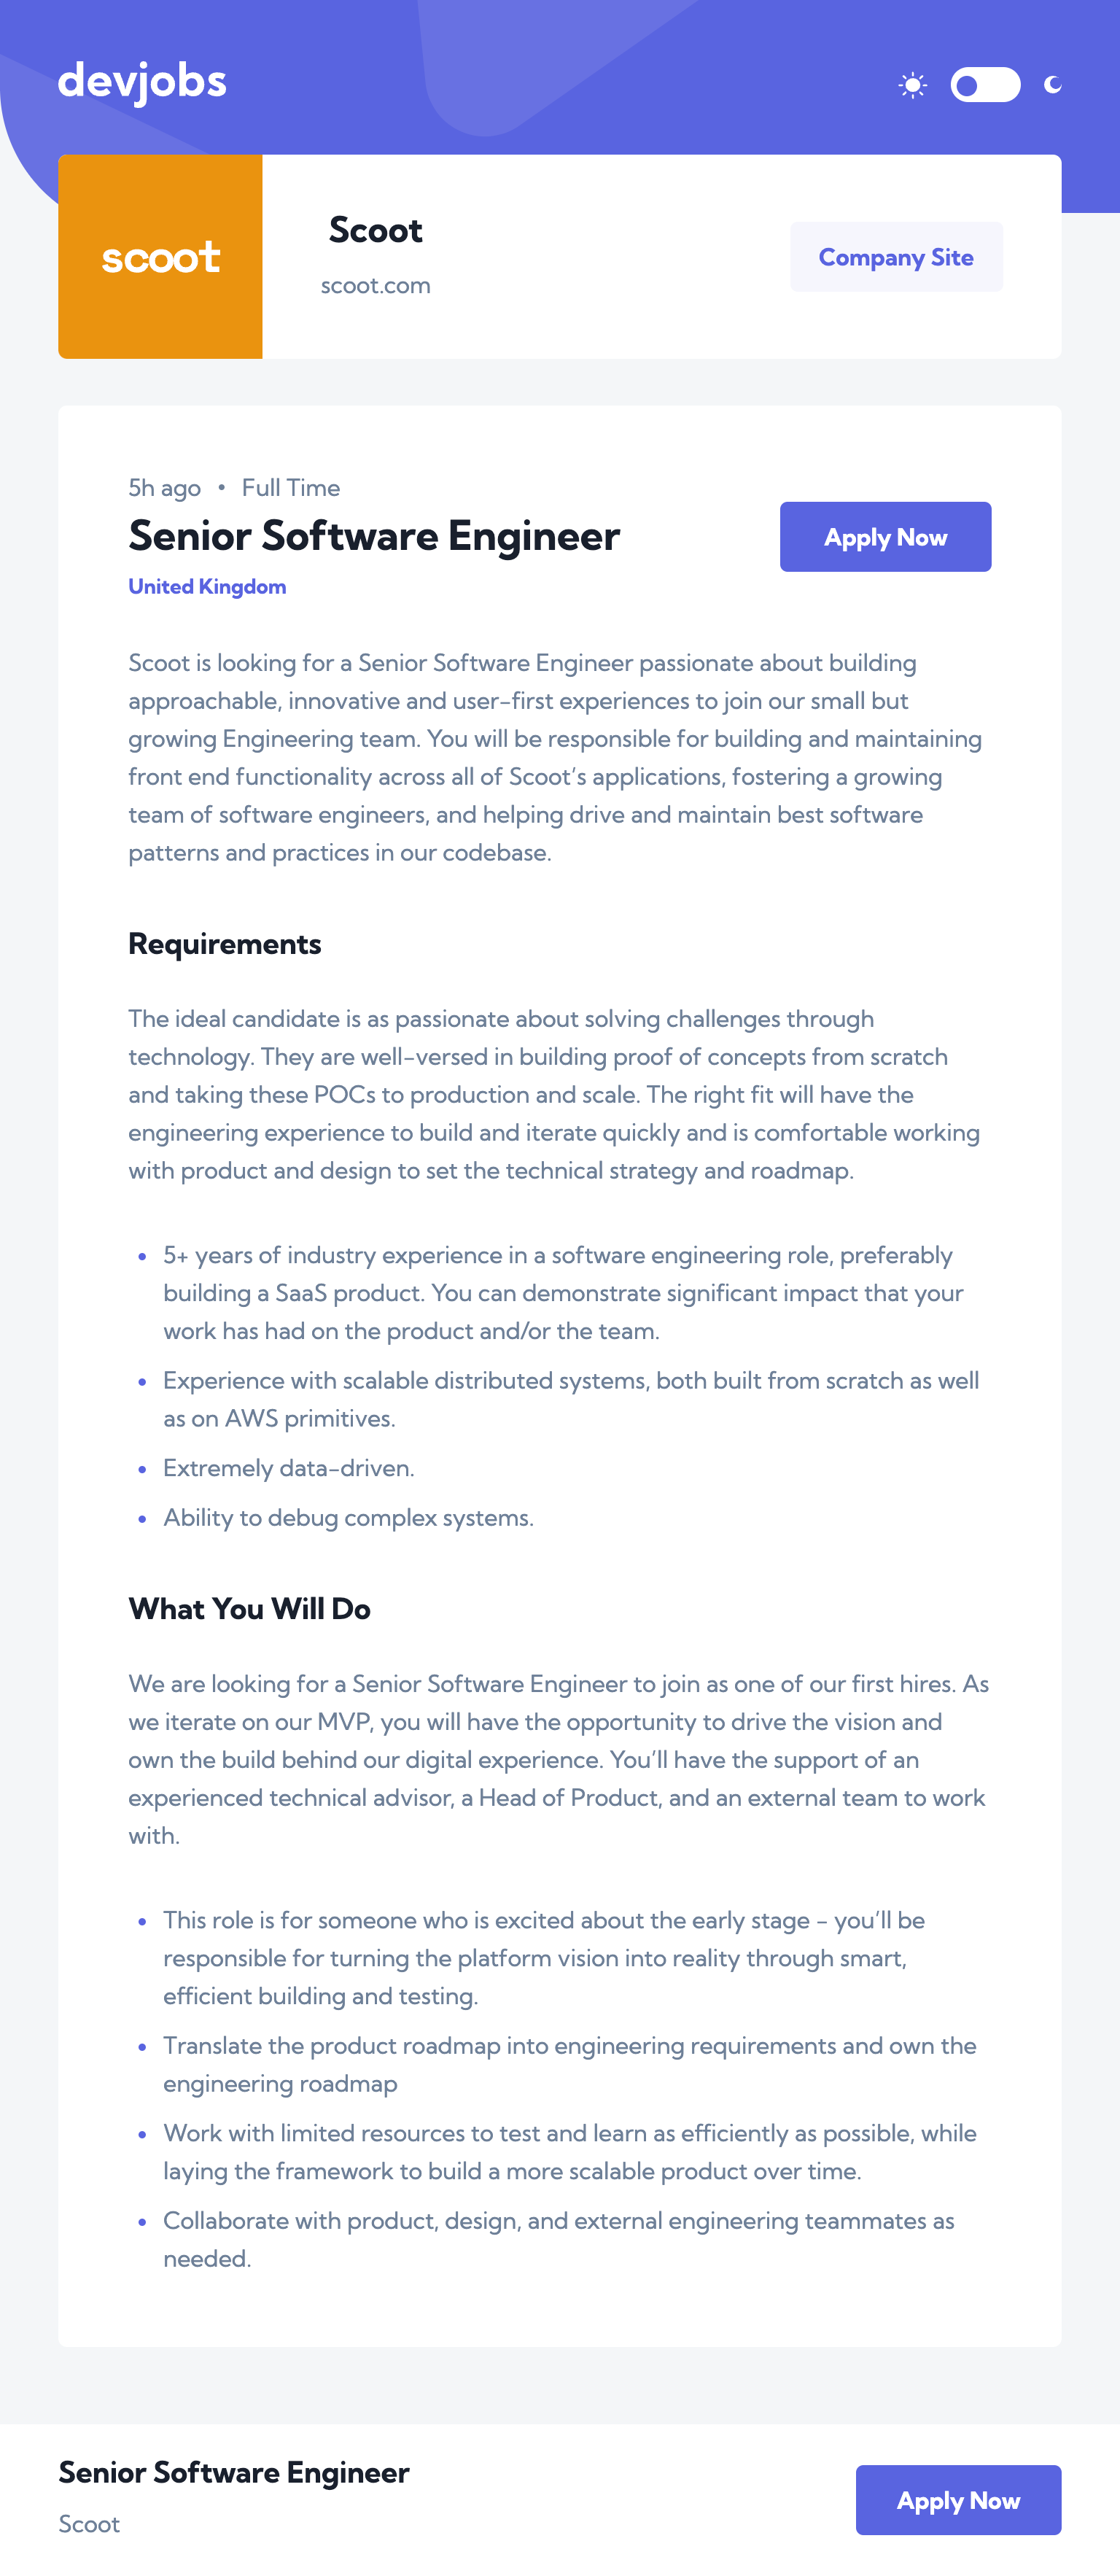 devjobs
scoot
Scoot
scoot.com
Company Site
5h ago • Full Time
Senior Software Engineer
United Kingdom
Apply Now
Scoot is looking for a Senior Software Engineer passionate about building
approachable, innovative and user-first experiences to join our small but
growing Engineering team. You will be responsible for building and maintaining
front end functionality across all of Scoot’s applications, fostering a growing
team of software engineers, and helping drive and maintain best software
patterns and practices in our codebase.
Requirements
The ideal candidate is as passionate about solving challenges through
technology. They are well-versed in building proof of concepts from scratch
and taking these POCs to production and scale. The right fit will have the
engineering experience to build and iterate quickly and is comfortable working
with product and design to set the technical strategy and roadmap.
• 5+ years of industry experience in a software engineering role, preferably
building a SaaS product. You can demonstrate significant impact that your
work has had on the product and/or the team.
• Experience with scalable distributed systems, both built from scratch as well
as on AWS primitives.
• Extremely data-driven.
• Ability to debug complex systems.
What You Will Do
We are looking for a Senior Software Engineer to join as one of our first hires. As
we iterate on our MVP, you will have the opportunity to drive the vision and
own the build behind our digital experience. You’ll have the support of an
experienced technical advisor, a Head of Product, and an external team to work
with.
• This role is for someone who is excited about the early stage - you’ll be
responsible for turning the platform vision into reality through smart,
efficient building and testing.
• Translate the product roadmap into engineering requirements and own the
engineering roadmap
• Work with limited resources to test and learn as efficiently as possible, while
laying the framework to build a more scalable product over time.
• Collaborate with product, design, and external engineering teammates as
needed.
Senior Software Engineer
Scoot
Apply Now